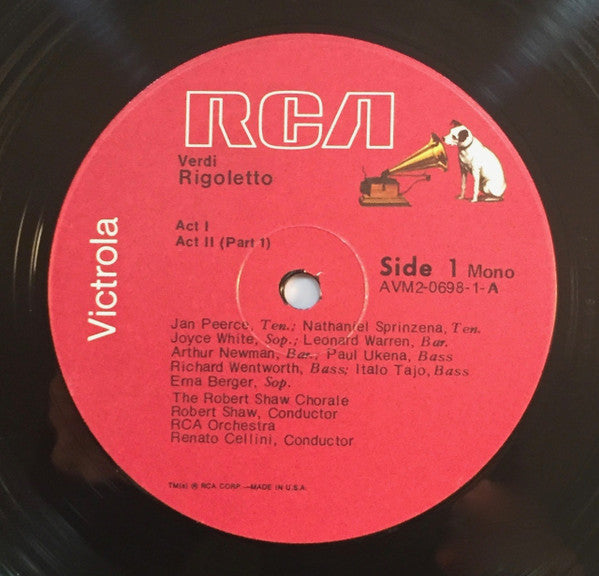 RCA
Verdi
Rigoletto
Victrola
Act I
Act II (Part 1)
Side 1 Mono
AVM2-0698-1-A
Jan Peerce, Ten.; Nathaniel Sprinzena, Ten.
Joyce White, Sop.; Leonard Warren, Bar.
Arthur Newman, Bar., Paul Ukena, Bass
Richard Wentworth, Bass; Italo Tajo, Bass
Erna Berger, Sop.
The Robert Shaw Chorale
Robert Shaw, Conductor
RCA Orchestra
Renato Cellini, Conductor
TM(s) ® RCA CORP.—MADE IN U.S.A.